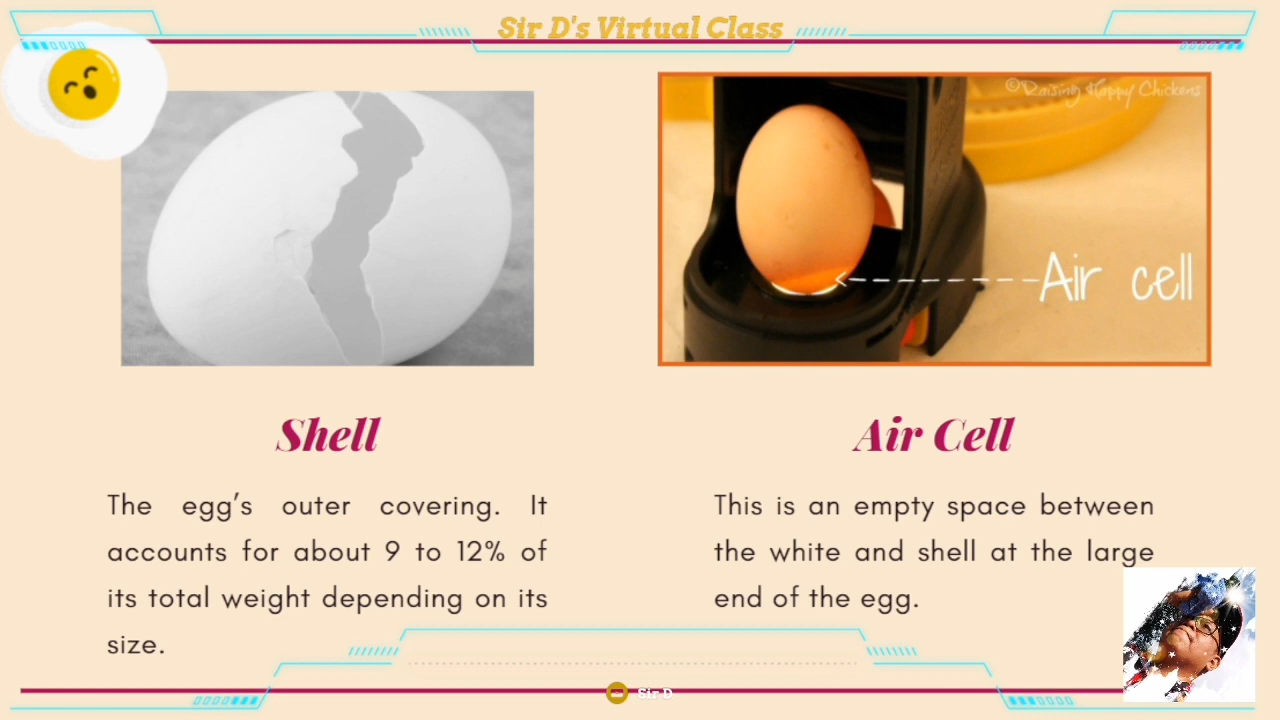 Sir D's Virtual Class
©Raising Happy Chickens
Air cell
Shell
The egg's outer covering. It
accounts for about 9 to 12% of
its total weight depending on its
size.
Air Cell
This is an empty space between
the white and shell at the large
end of the egg.
Sir D